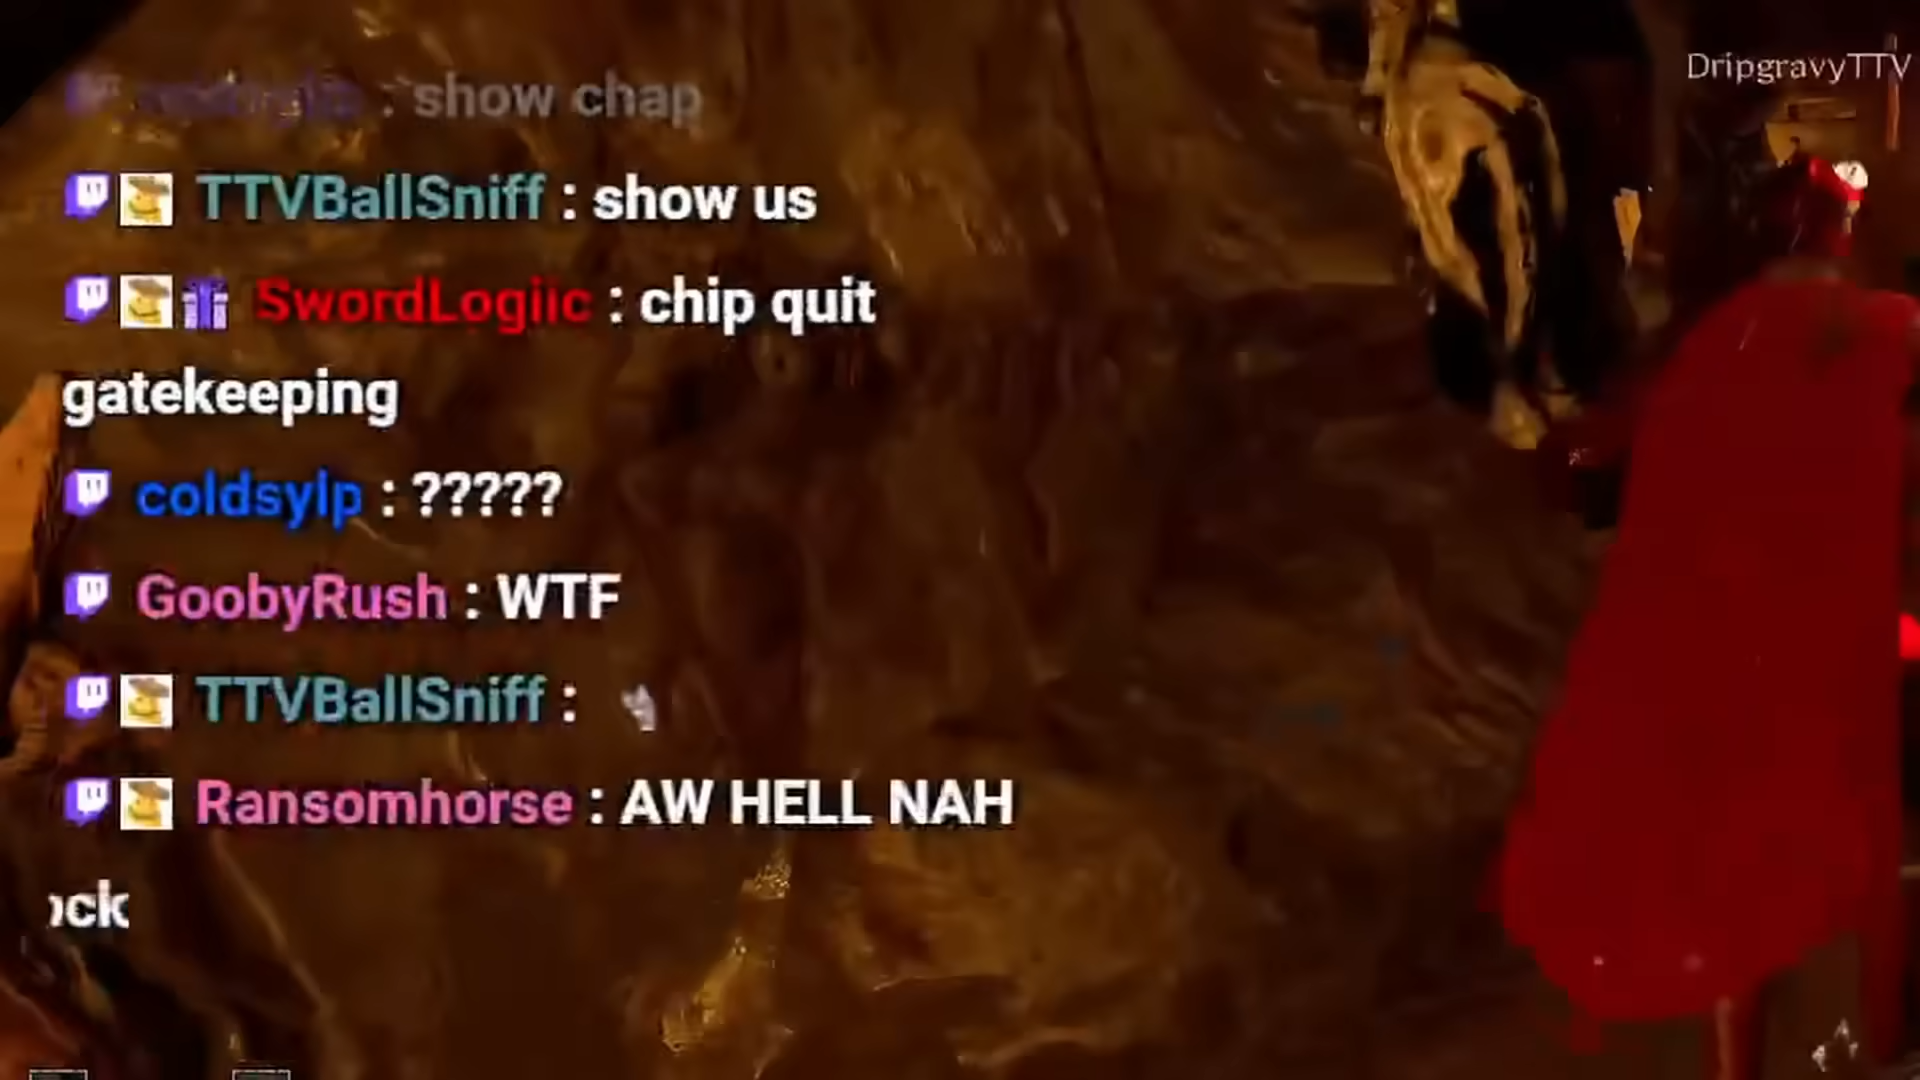 DripgravyTTV
: show chap
TTVBallSniff : show us
SwordLogiic : chip quit
gatekeeping
coldsylp : ?????
GoobyRush : WTF
TTVBallSniff :
Ransomhorse : AW HELL NAH